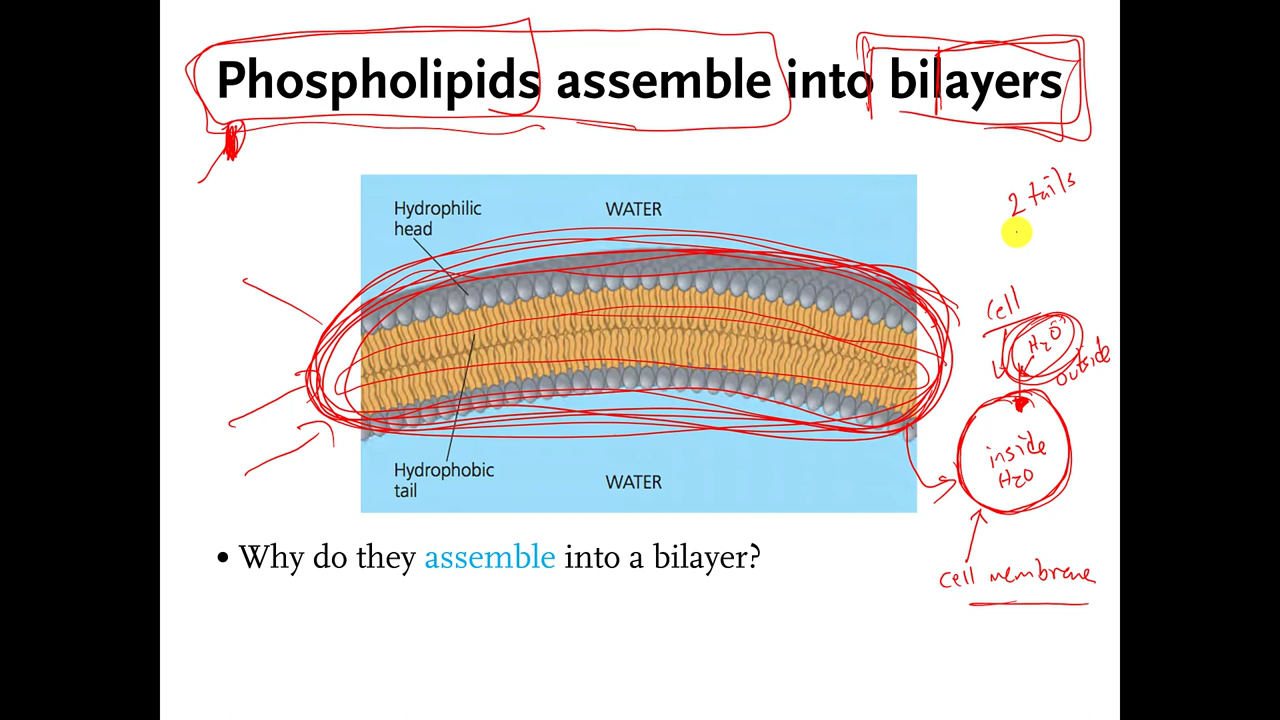 Phospholipids assemble into bilayers
2 tails
Hydrophilic
head
WATER
cell
H2O
outside
inside
H2O
Hydrophobic
tail
WATER
• Why do they assemble into a bilayer?
cell membrane